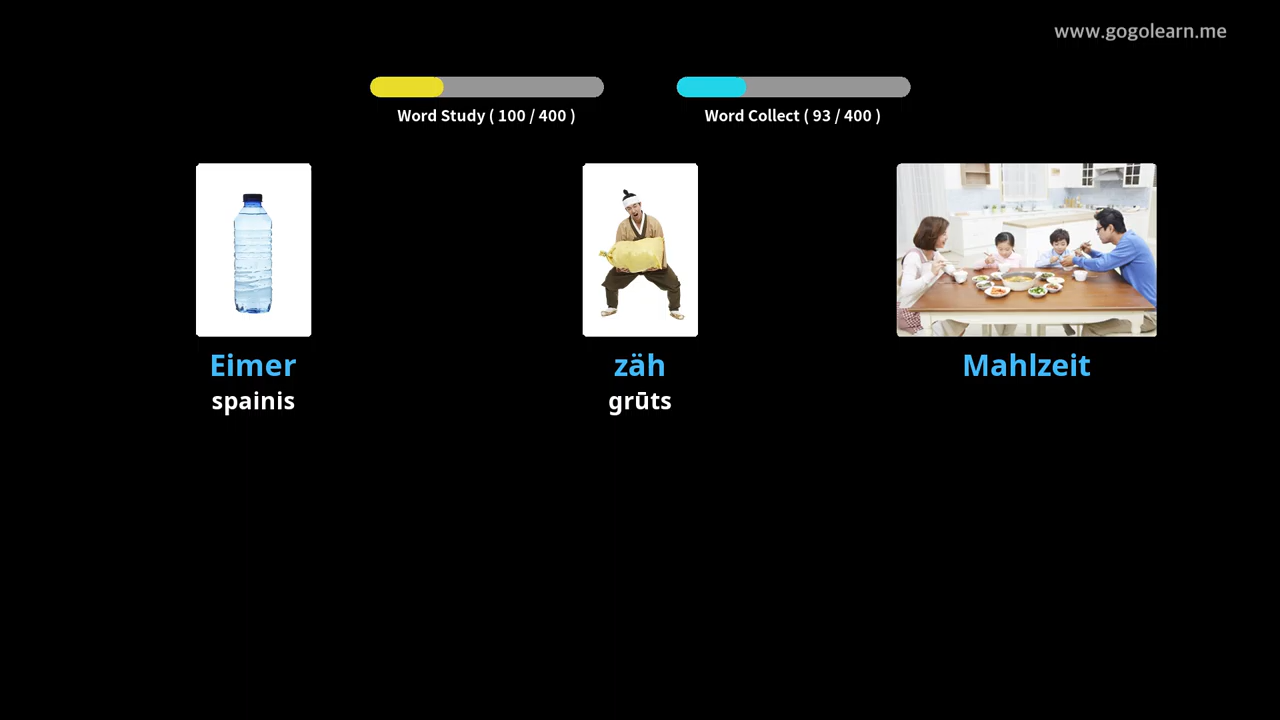 www.gogolearn.me
Word Study ( 100 / 400 )
Word Collect ( 93 / 400 )
Eimer
spainis
zäh
grūts
Mahlzeit